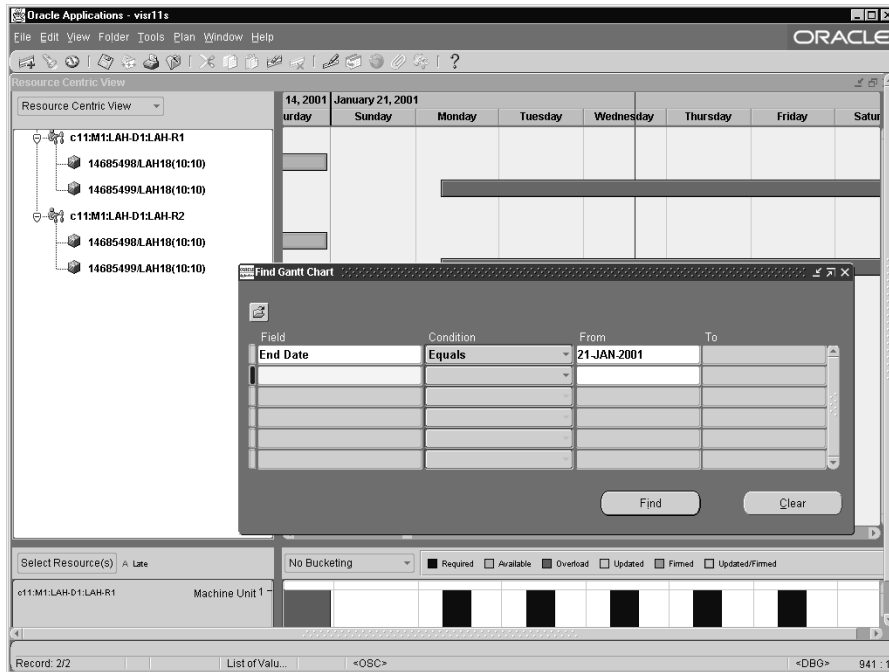 Oracle Applications - visr11s
File Edit View Folder Tools Plan Window Help
ORACLE
Resource Centric View
Resource Centric View
14, 2001 January 21, 2001
urday Sunday Monday Tuesday Wednesday Thursday Friday Satur
c11:M1:LAH-D1:LAH-R1
14685498/LAH18(10:10)
14685499/LAH18(10:10)
c11:M1:LAH-D1:LAH-R2
14685498/LAH18(10:10)
14685499/LAH18(10:10)
Find Gantt Chart
Field Condition From To
End Date Equals 21-JAN-2001
Find Clear
Select Resource(s) A Late
No Bucketing Required Available Overload Updated Firmed Updated/Firmed
c11:M1:LAH-D1:LAH-R1 Machine Unit 1
Record: 2/2 List of Valu... <OSC> <DBG> 941 : 1